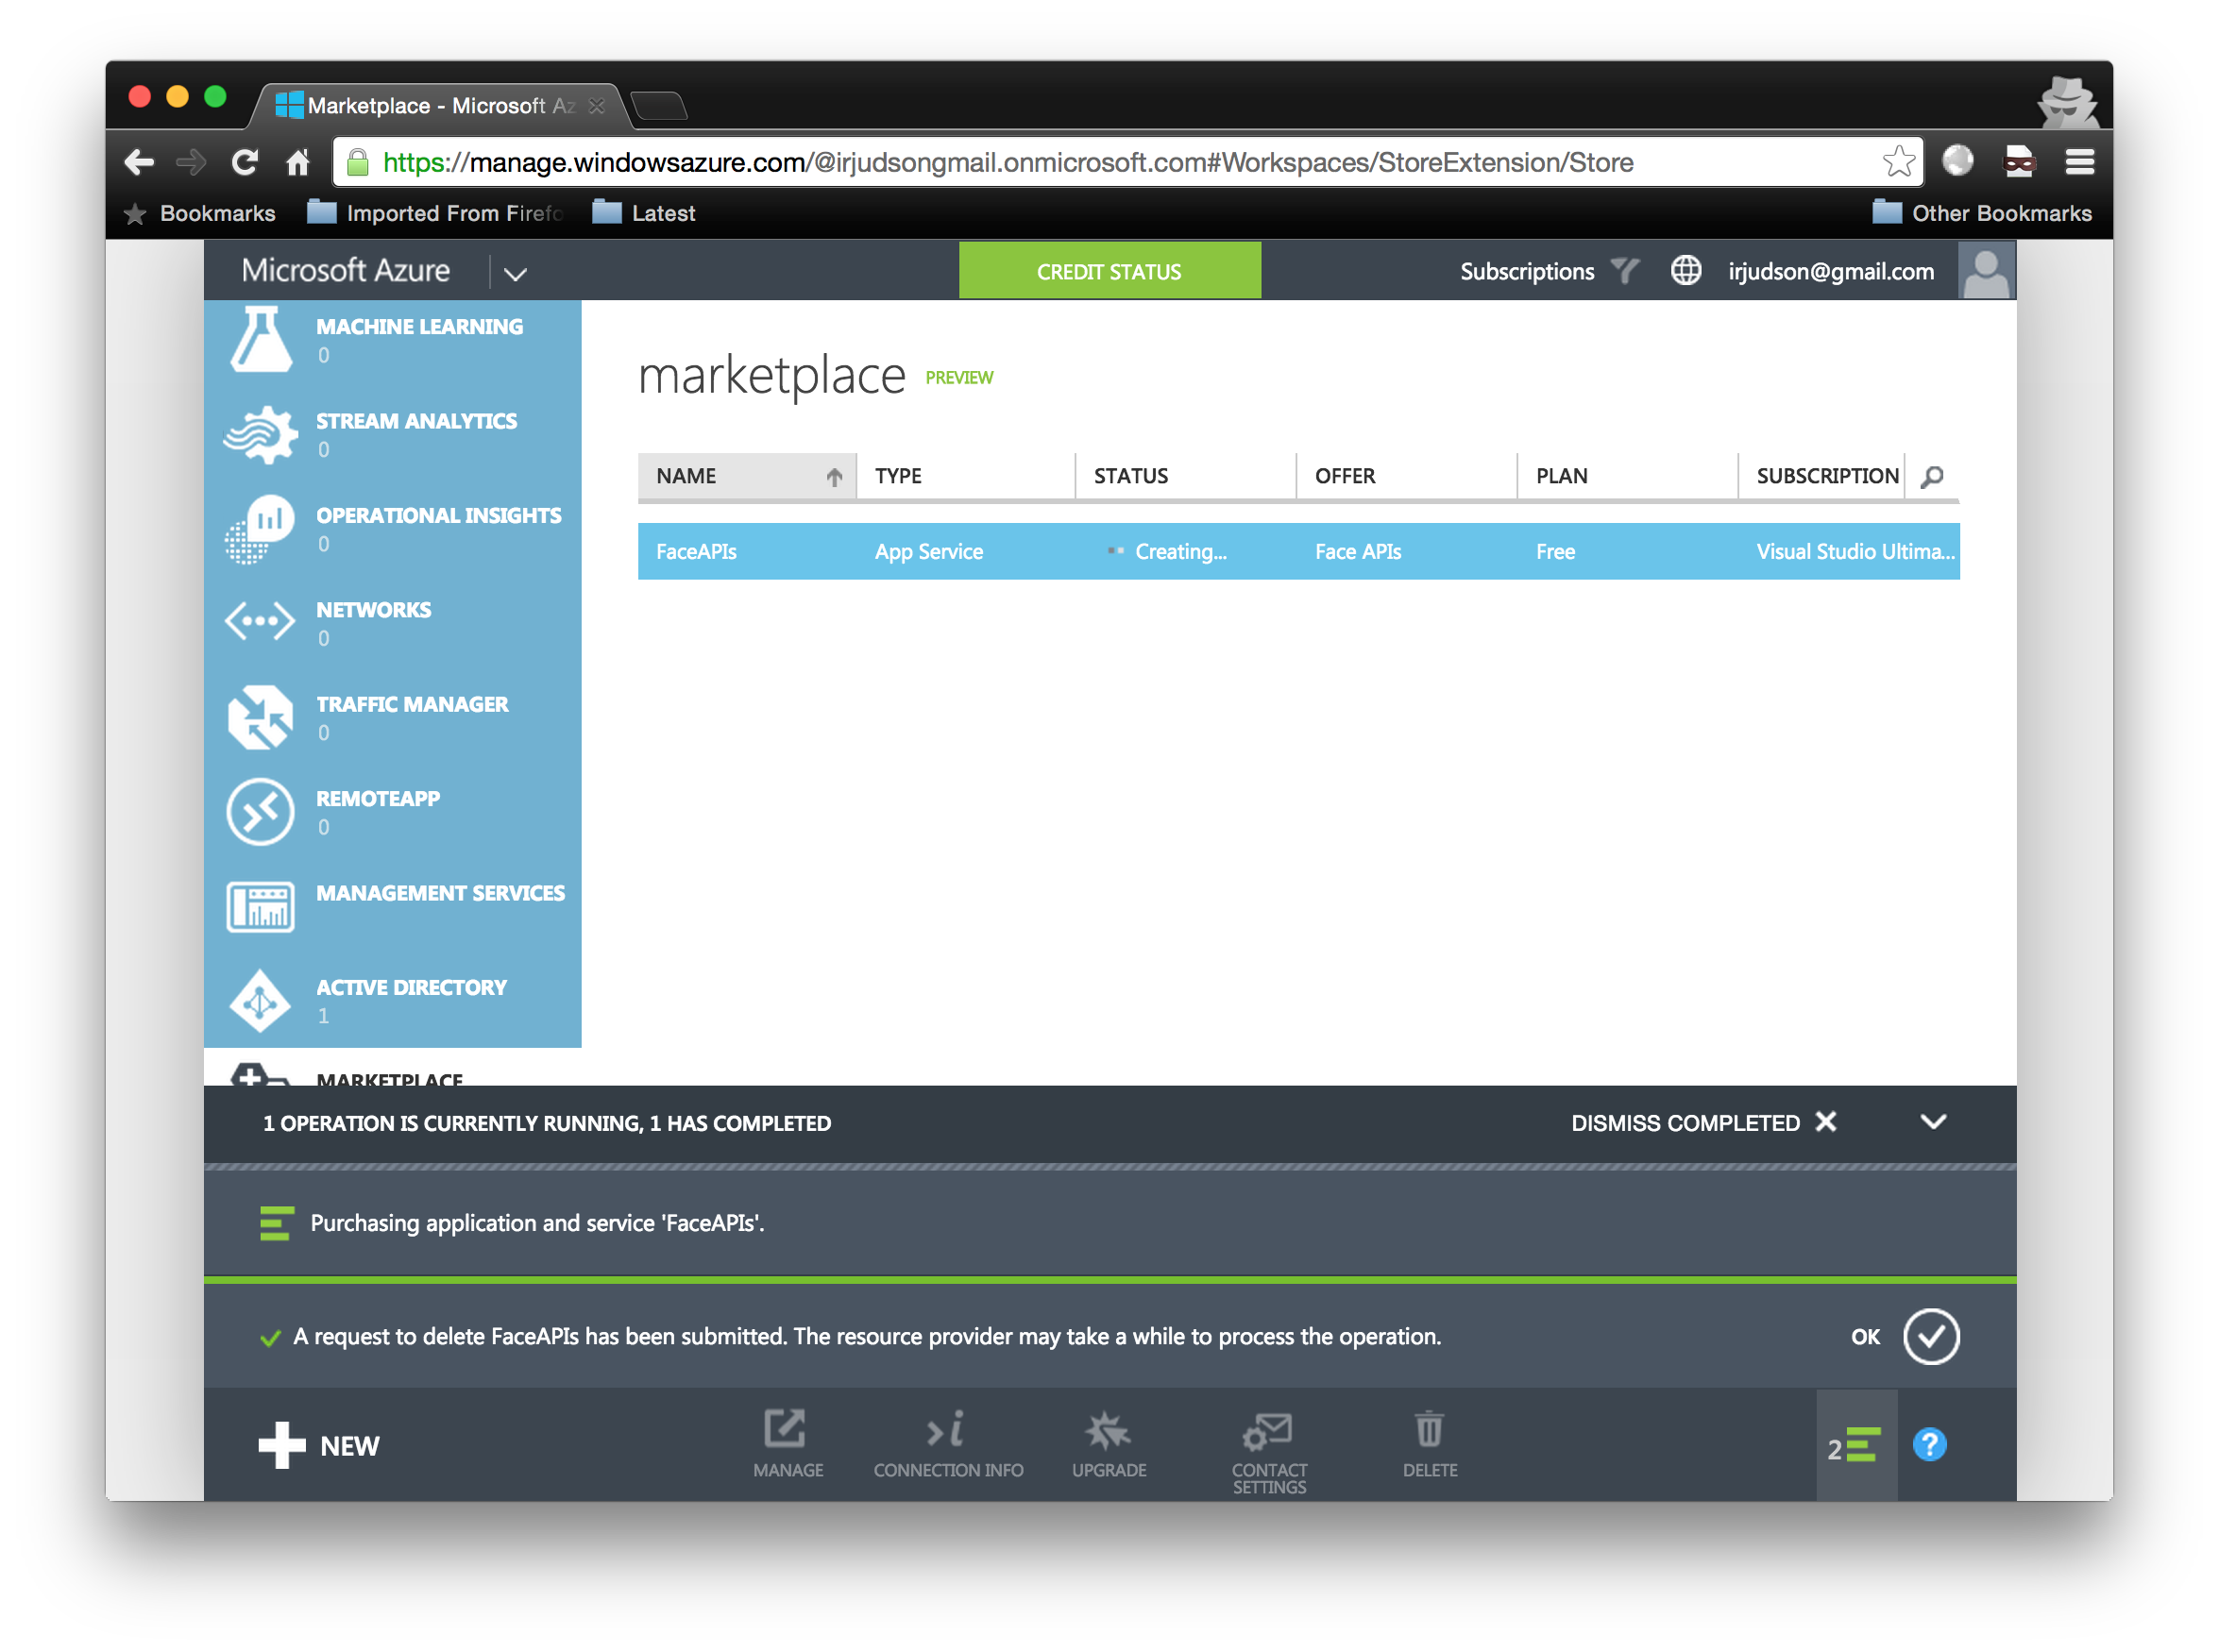 Marketplace - Microsoft Az
https://manage.windowsazure.com/@irjudsongmail.onmicrosoft.com#Workspaces/StoreExtension/Store
Bookmarks Imported From Firefo Latest Other Bookmarks
Microsoft Azure CREDIT STATUS Subscriptions irjudson@gmail.com
MACHINE LEARNING
0
STREAM ANALYTICS
0
OPERATIONAL INSIGHTS
0
NETWORKS
0
TRAFFIC MANAGER
0
REMOTEAPP
0
MANAGEMENT SERVICES
ACTIVE DIRECTORY
1
MARKETPLACE
marketplace PREVIEW
NAME TYPE STATUS OFFER PLAN SUBSCRIPTION
FaceAPIs App Service Creating... Face APIs Free Visual Studio Ultima...
1 OPERATION IS CURRENTLY RUNNING, 1 HAS COMPLETED DISMISS COMPLETED
Purchasing application and service 'FaceAPIs'.
A request to delete FaceAPIs has been submitted. The resource provider may take a while to process the operation. OK
NEW
MANAGE
CONNECTION INFO
UPGRADE
CONTACT
SETTINGS
DELETE
2
?